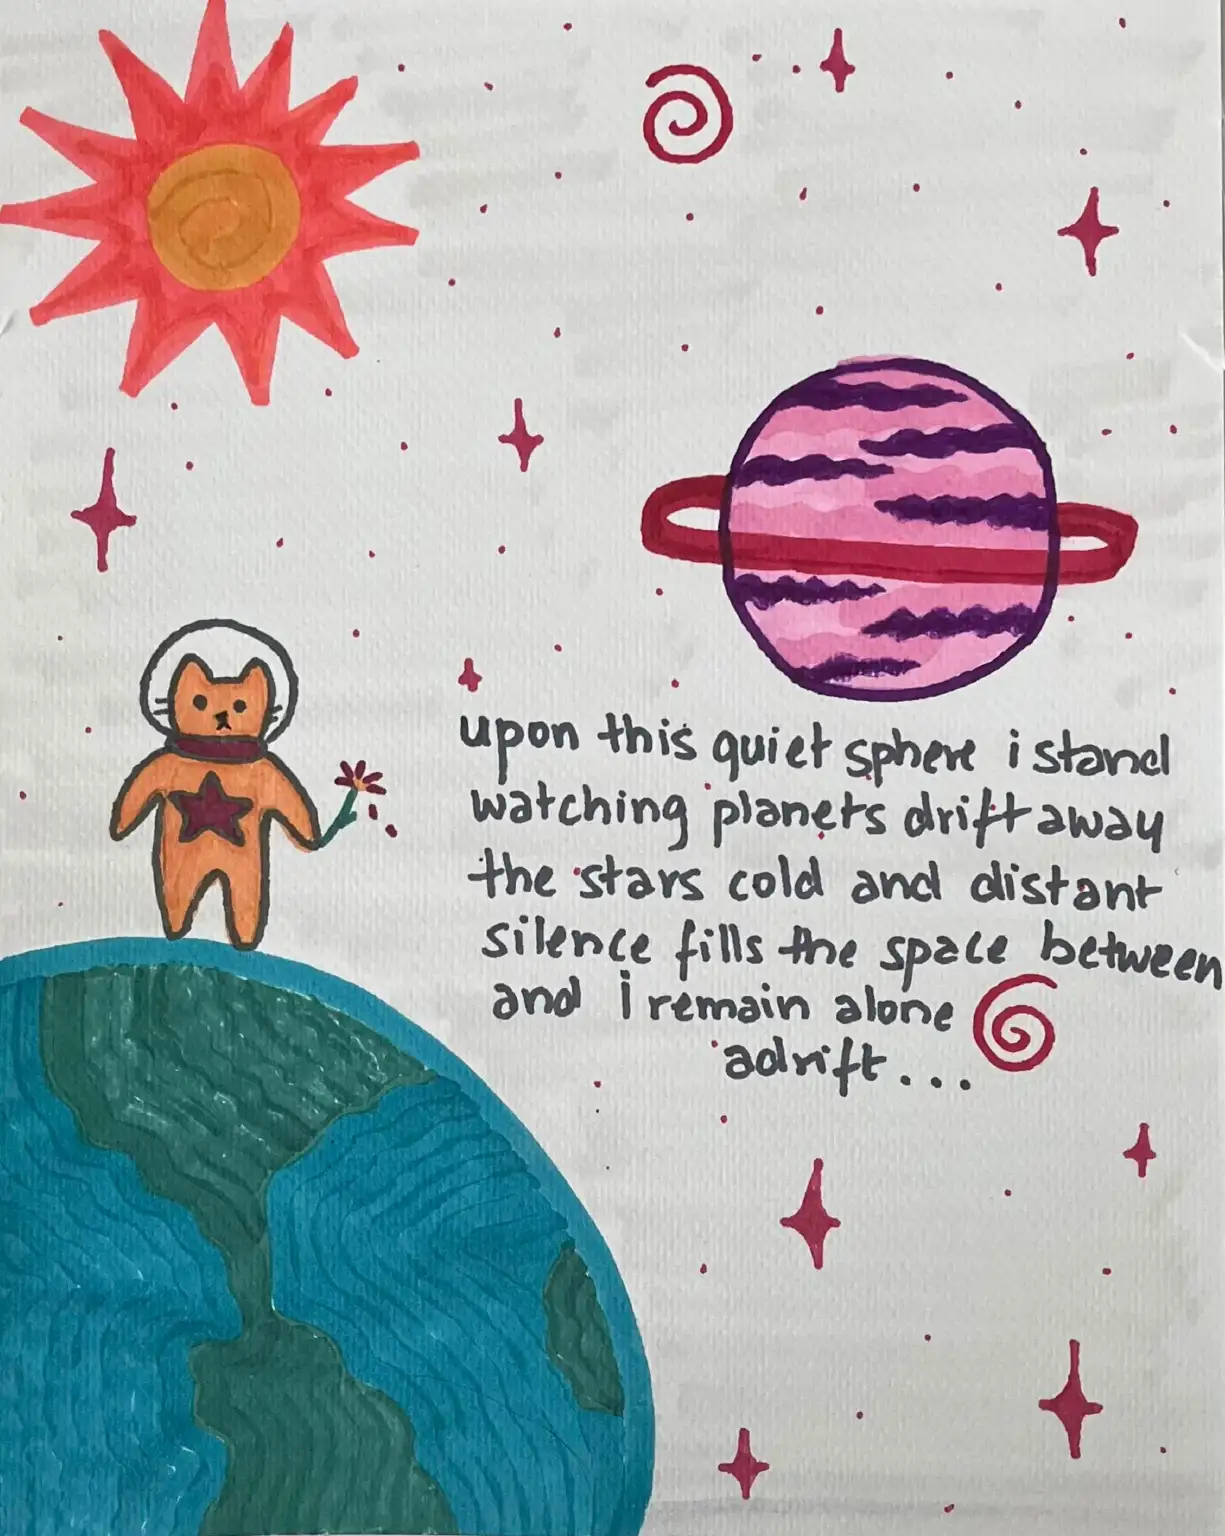 upon this quiet sphere i stand
watching planets drift away
the stars cold and distant
silence fills the space between
and i remain alone
adrift...